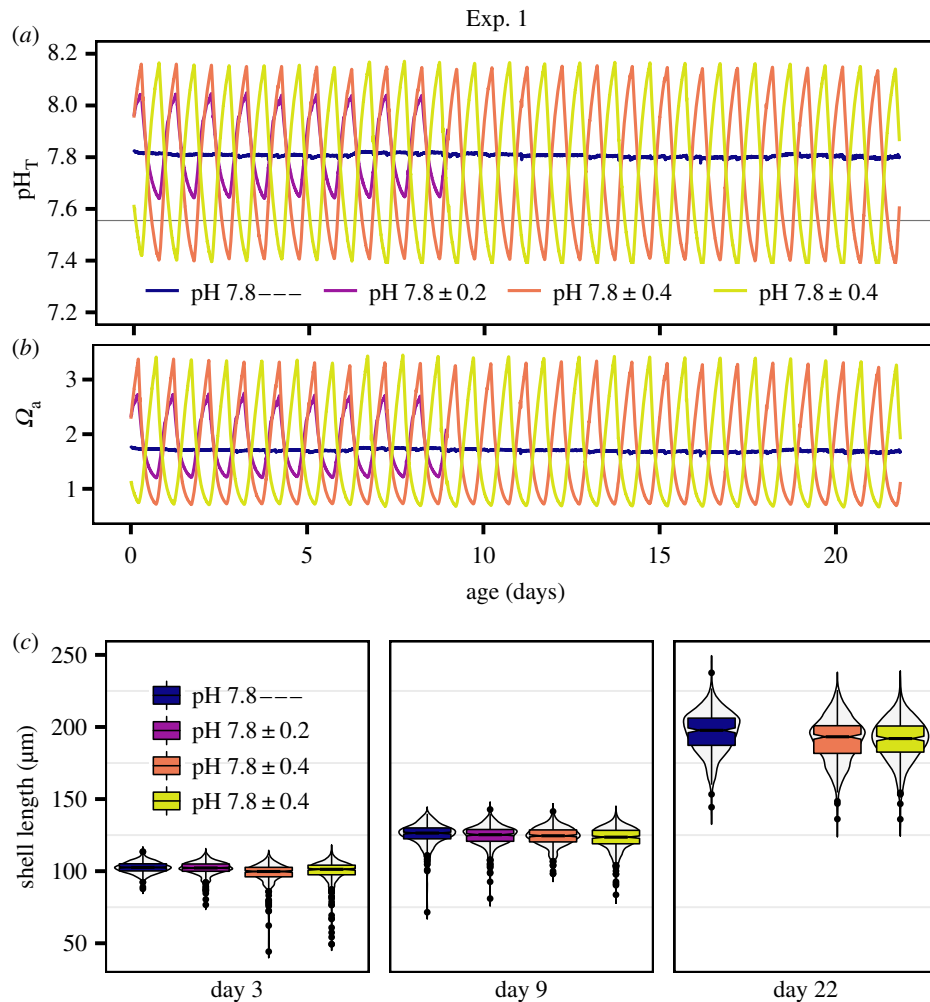 Exp. 1
(a)
8.2
8.0
7.8
7.6
7.4
7.2
pH_T
pH 7.8––– pH 7.8 ± 0.2 pH 7.8 ± 0.4 pH 7.8 ± 0.4
(b)
3
2
1
Ω_a
0 5 10 15 20
age (days)
(c)
250
200
150
100
50
shell length (µm)
pH 7.8–––
pH 7.8 ± 0.2
pH 7.8 ± 0.4
pH 7.8 ± 0.4
day 3 day 9 day 22